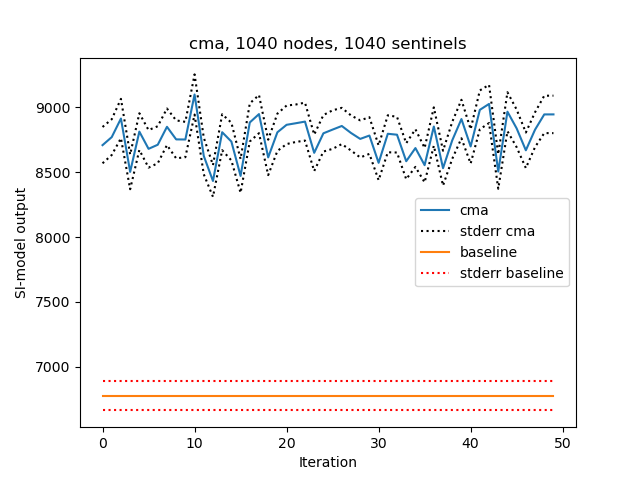 cma, 1040 nodes, 1040 sentinels
SI-model output
9000
8500
8000
7500
7000
cma
stderr cma
baseline
stderr baseline
0 10 20 30 40 50
Iteration